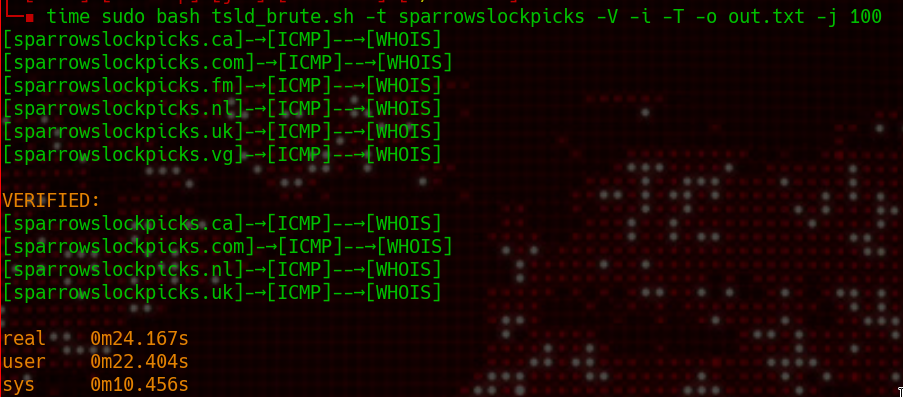 time sudo bash tsld_brute.sh -t sparrowslockpicks -V -i -T -o out.txt -j 100
[sparrowslockpicks.ca]-→[ICMP]--→[WHOIS]
[sparrowslockpicks.com]-→[ICMP]--→[WHOIS]
[sparrowslockpicks.fm]-→[ICMP]--→[WHOIS]
[sparrowslockpicks.nl]-→[ICMP]--→[WHOIS]
[sparrowslockpicks.uk]-→[ICMP]--→[WHOIS]
[sparrowslockpicks.vg]-→[ICMP]--→[WHOIS]
VERIFIED:
[sparrowslockpicks.ca]-→[ICMP]--→[WHOIS]
[sparrowslockpicks.com]-→[ICMP]--→[WHOIS]
[sparrowslockpicks.nl]-→[ICMP]--→[WHOIS]
[sparrowslockpicks.uk]-→[ICMP]--→[WHOIS]
real 0m24.167s
user 0m22.404s
sys 0m10.456s